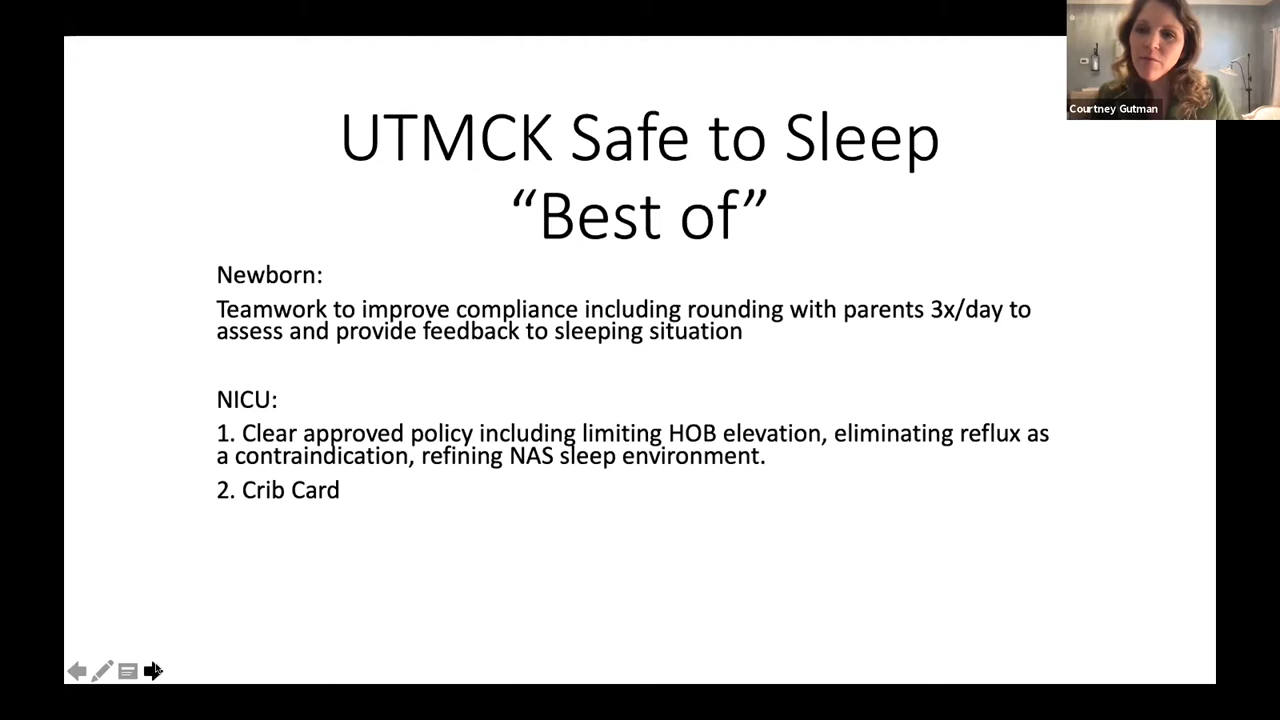 Courtney Gutman
UTMCK Safe to Sleep
“Best of”
Newborn:
Teamwork to improve compliance including rounding with parents 3x/day to
assess and provide feedback to sleeping situation
NICU:
1. Clear approved policy including limiting HOB elevation, eliminating reflux as
a contraindication, refining NAS sleep environment.
2. Crib Card